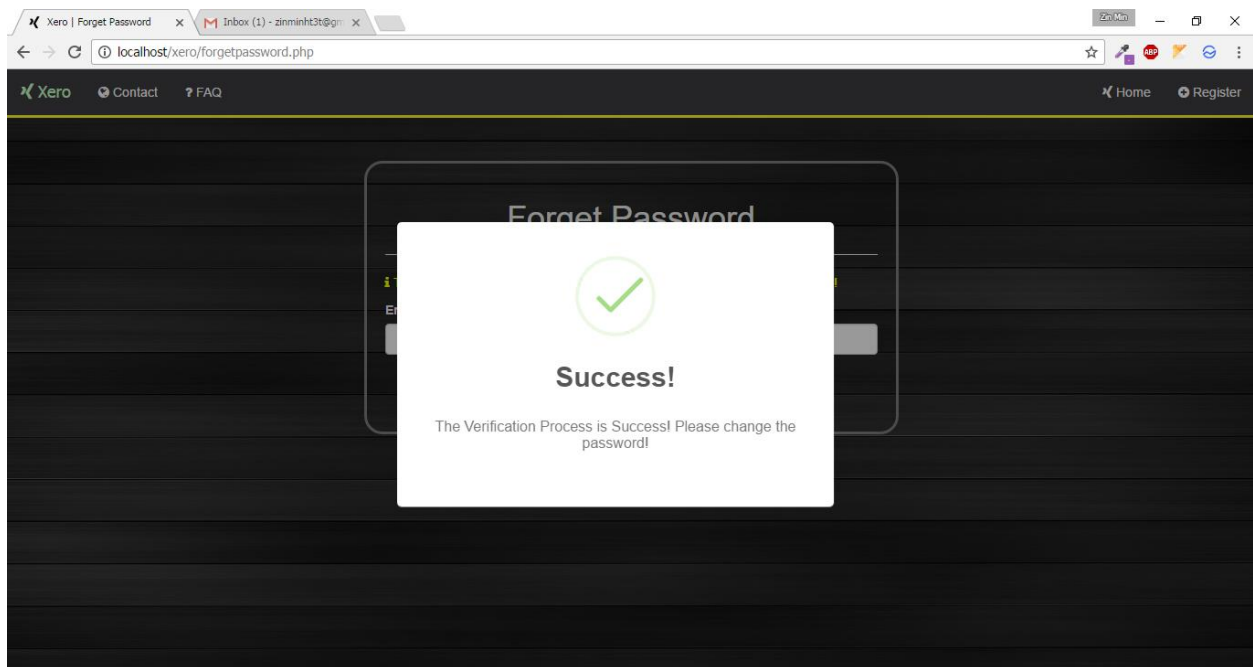 Xero | Forget Password
Inbox (1) - zinminht3t@gm
Zin Min
localhost/xero/forgetpassword.php
ABP
Xero Contact ? FAQ Home Register
Forget Password
Success!
The Verification Process is Success! Please change the
password!